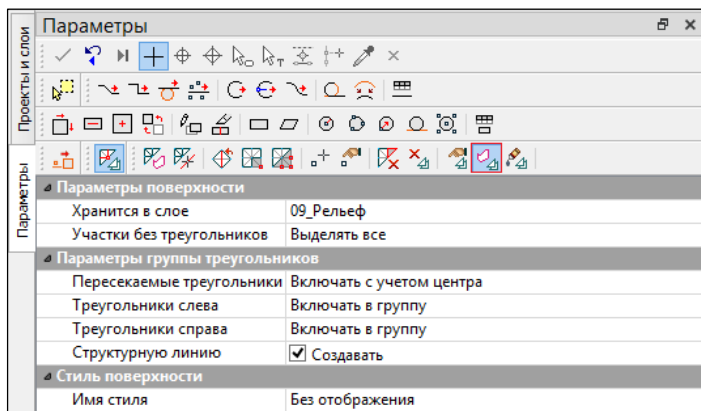 Параметры
Проекты и слои
Параметры
Параметры поверхности
Хранится в слое 09_Рельеф
Участки без треугольников Выделять все
Параметры группы треугольников
Пересекаемые треугольники Включать с учетом центра
Треугольники слева Включать в группу
Треугольники справа Включать в группу
Структурную линию Создавать
Стиль поверхности
Имя стиля Без отображения